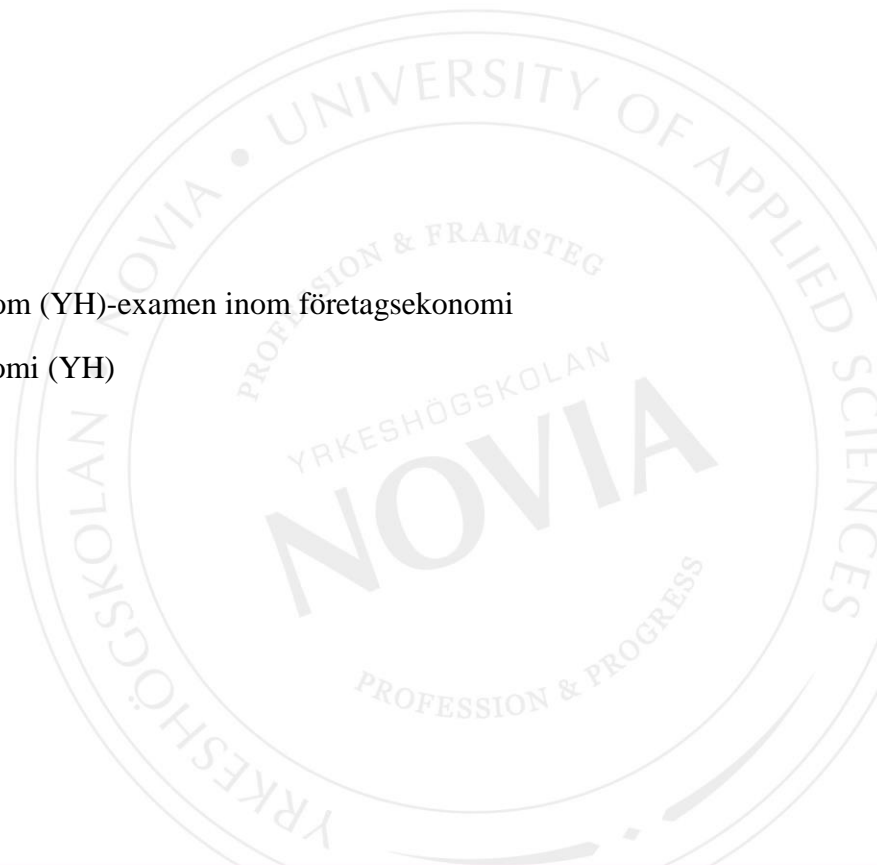 UNIVERSITY OF APPLIED SCIENCES
YRKESHÖGSKOLAN NOVIA
PROFESSION & FRAMSTEG
om (YH)-examen inom företagsekonomi
omi (YH)
YRKESHÖGSKOLAN
NOVIA
PROFESSION & PROGRESS